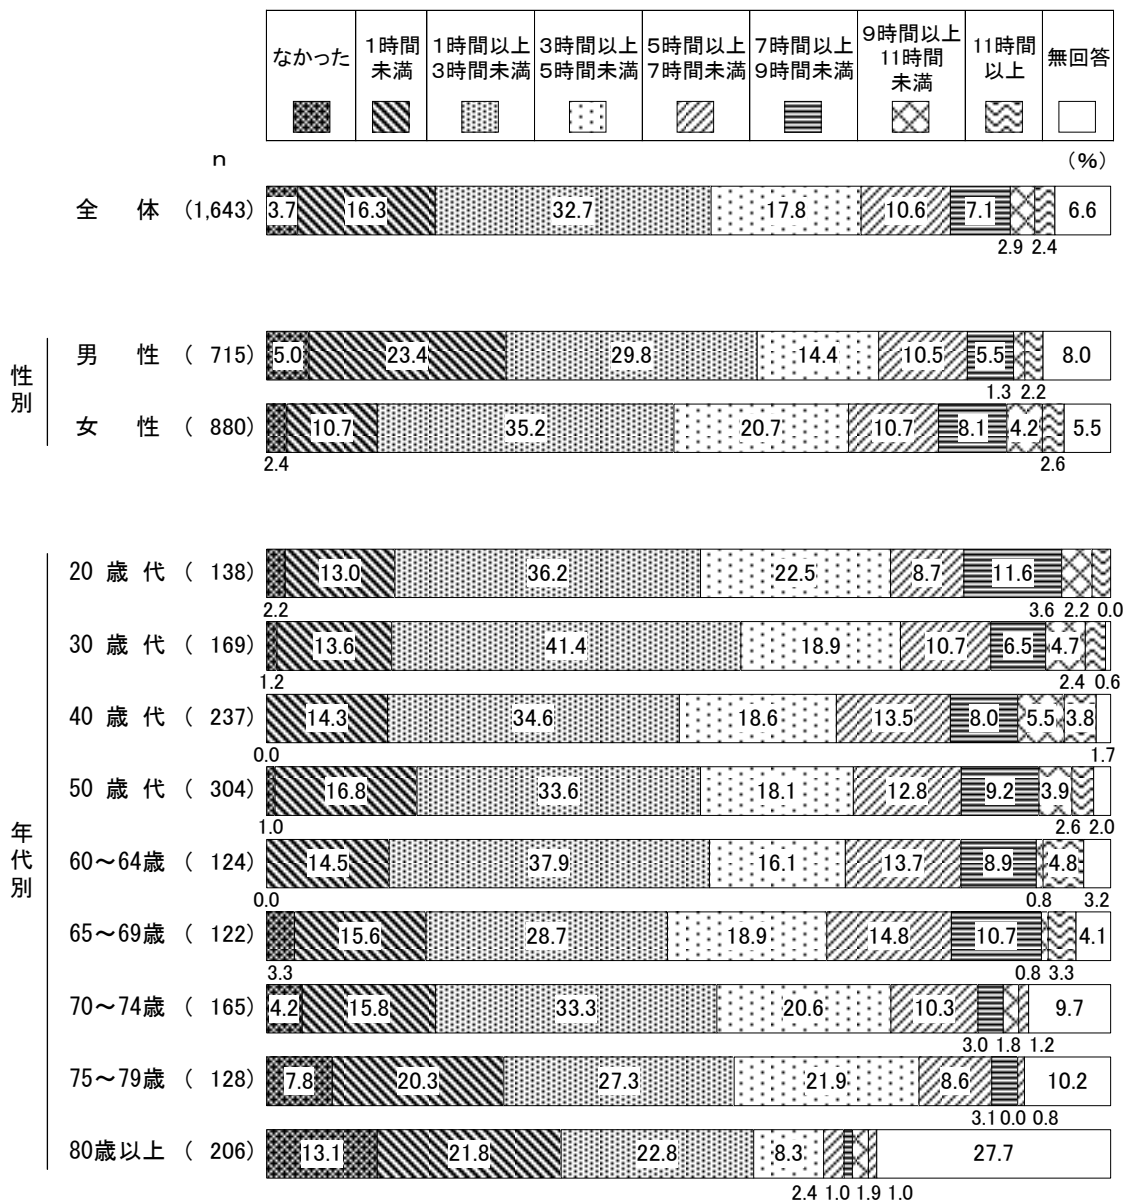 なかった
1時間
未満
1時間以上
3時間未満
3時間以上
5時間未満
5時間以上
7時間未満
7時間以上
9時間未満
9時間以上
11時間
未満
11時間
以上
無回答
n
(%)
全 体 (1,643) 3.7 16.3 32.7 17.8 10.6 7.1 6.6
2.9 2.4
性別
男 性 ( 715) 5.0 23.4 29.8 14.4 10.5 5.5 8.0
1.3 2.2
女 性 ( 880) 10.7 35.2 20.7 10.7 8.1 4.2 5.5
2.4 2.6
年代別
20 歳 代 ( 138) 13.0 36.2 22.5 8.7 11.6
2.2 3.6 2.2 0.0
30 歳 代 ( 169) 13.6 41.4 18.9 10.7 6.5 4.7
1.2 2.4 0.6
40 歳 代 ( 237) 14.3 34.6 18.6 13.5 8.0 5.5 3.8
0.0 1.7
50 歳 代 ( 304) 16.8 33.6 18.1 12.8 9.2 3.9
1.0 2.6 2.0
60～64歳 ( 124) 14.5 37.9 16.1 13.7 8.9 4.8
0.0 0.8 3.2
65～69歳 ( 122) 15.6 28.7 18.9 14.8 10.7 4.1
3.3 0.8 3.3
70～74歳 ( 165) 4.2 15.8 33.3 20.6 10.3 9.7
3.0 1.8 1.2
75～79歳 ( 128) 7.8 20.3 27.3 21.9 8.6 10.2
3.1 0.0 0.8
80歳以上 ( 206) 13.1 21.8 22.8 8.3 27.7
2.4 1.0 1.9 1.0